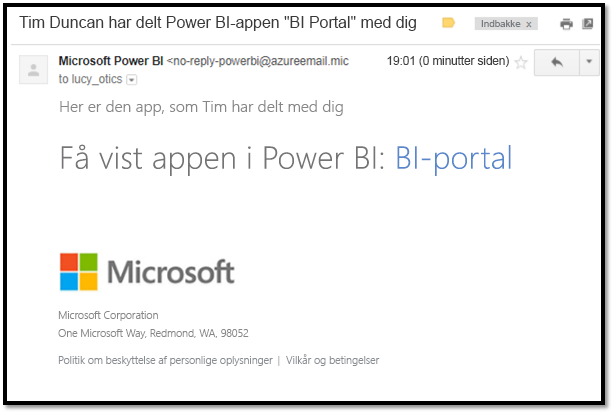 Tim Duncan har delt Power BI-appen "BI Portal" med dig
Indbakke x
Microsoft Power BI <no-reply-powerbi@azureemail.mic
19:01 (0 minutter siden)
to lucy_otics
Her er den app, som Tim har delt med dig
Få vist appen i Power BI: BI-portal
Microsoft
Microsoft Corporation
One Microsoft Way, Redmond, WA, 98052
Politik om beskyttelse af personlige oplysninger | Vilkår og betingelser